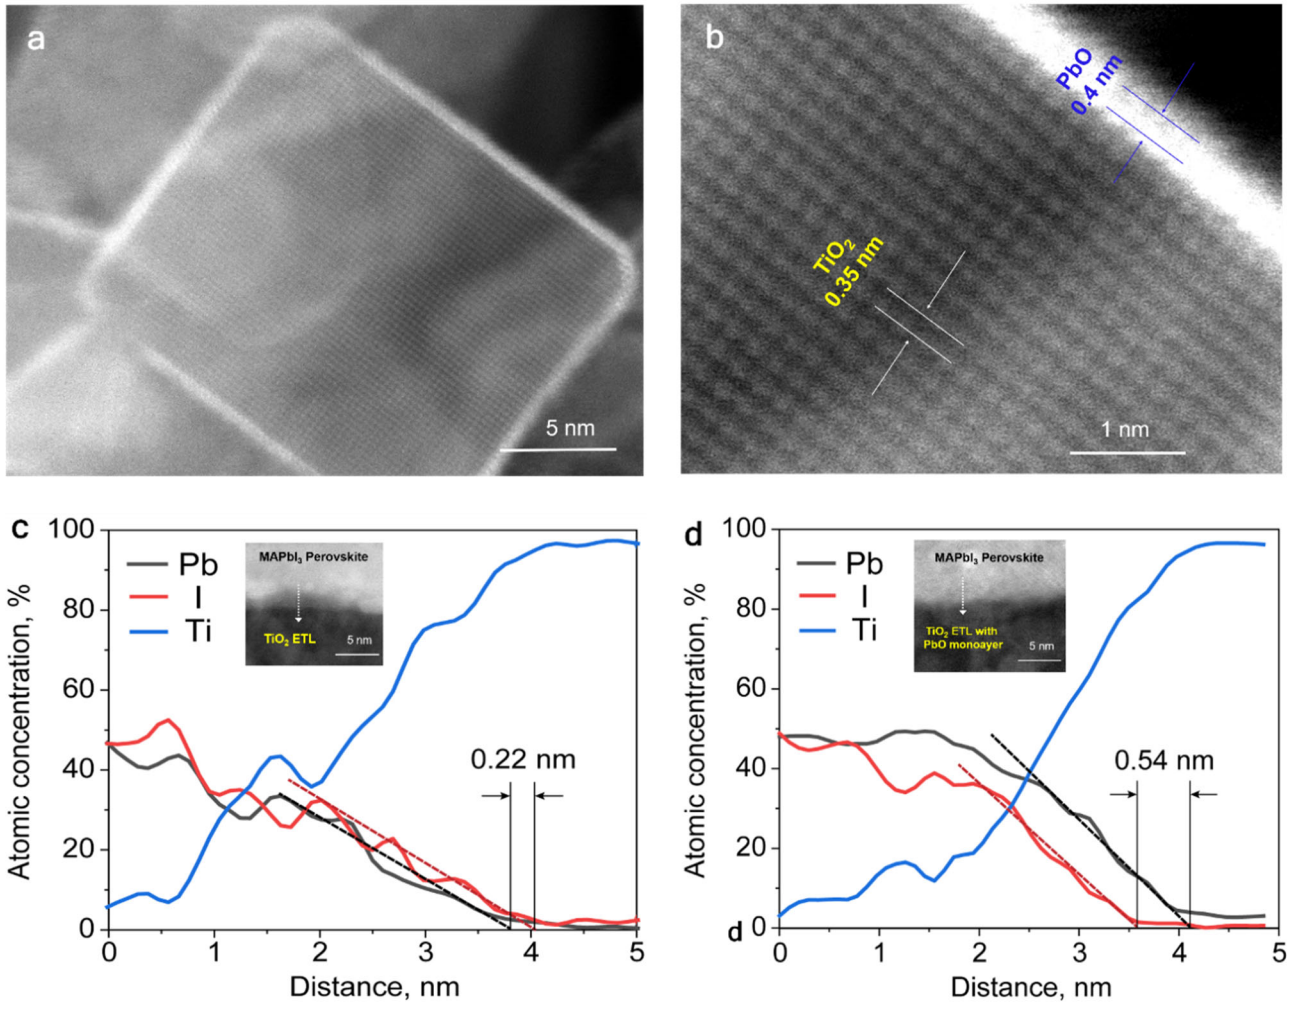 a
5 nm
b
PbO
0.4 nm
TiO2
0.35 nm
1 nm
c
100
80
60
40
20
0
Atomic concentration, %
Pb
I
Ti
MAPbI3 Perovskite
TiO2 ETL
5 nm
0.22 nm
0 1 2 3 4 5
Distance, nm
d
100
80
60
40
20
0
Atomic concentration, %
Pb
I
Ti
MAPbI3 Perovskite
TiO2 ETL with
PbO monoayer
5 nm
0.54 nm
d
0 1 2 3 4 5
Distance, nm